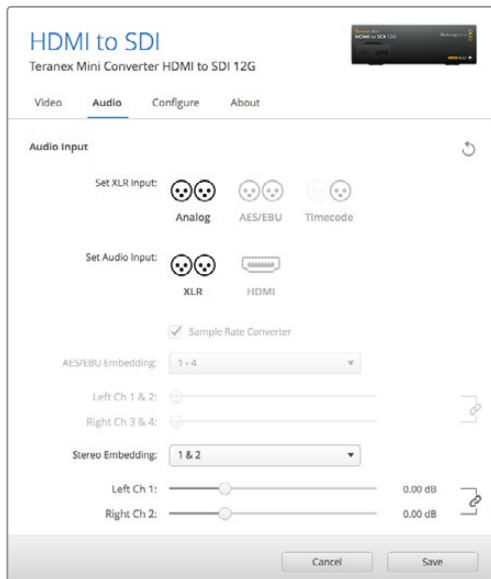 HDMI to SDI
Teranex Mini Converter HDMI to SDI 12G
Video Audio Configure About
Audio Input
Set XLR Input:
Analog AES/EBU Timecode
Set Audio Input:
XLR HDMI
Sample Rate Converter
AES/EBU Embedding: 1 - 4
Left Ch 1 & 2:
Right Ch 3 & 4:
Stereo Embedding: 1 & 2
Left Ch 1: 0.00 dB
Right Ch 2: 0.00 dB
Cancel Save